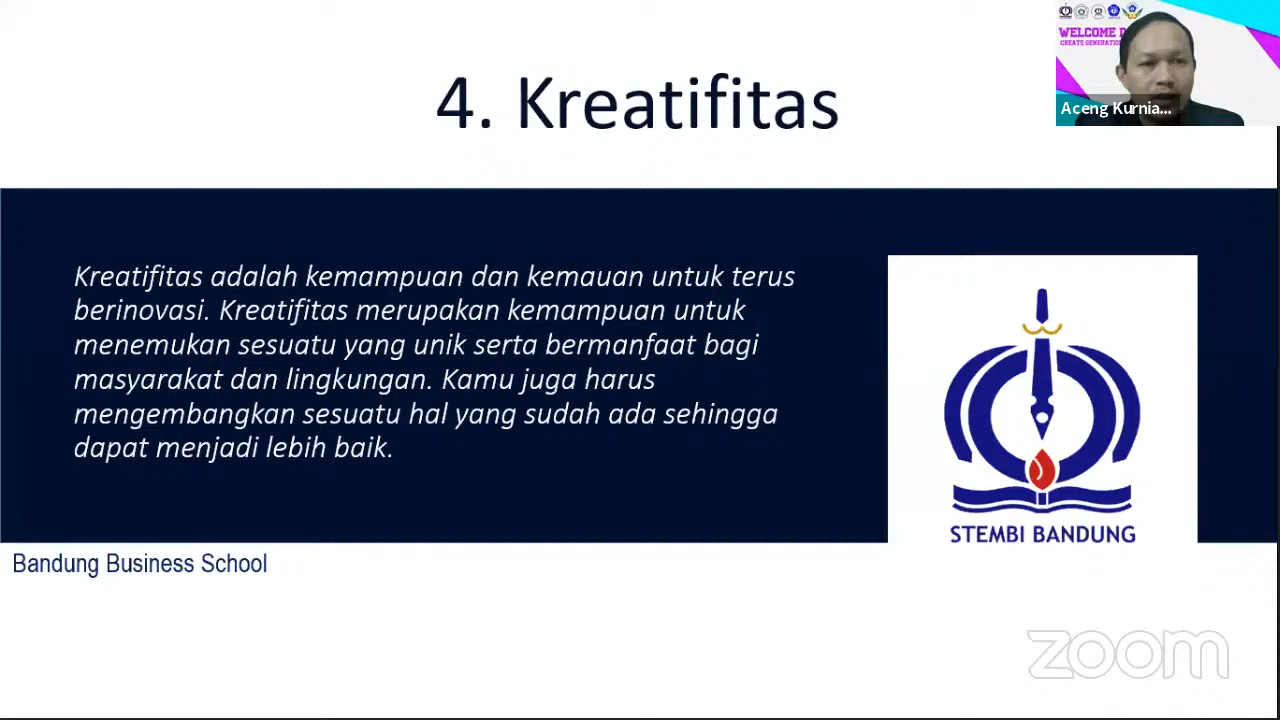 WELCOME
CREATE GENERATION
Aceng Kurnia...
4. Kreatifitas
Kreatifitas adalah kemampuan dan kemauan untuk terus
berinovasi. Kreatifitas merupakan kemampuan untuk
menemukan sesuatu yang unik serta bermanfaat bagi
masyarakat dan lingkungan. Kamu juga harus
mengembangkan sesuatu hal yang sudah ada sehingga
dapat menjadi lebih baik.
STEMBI BANDUNG
Bandung Business School
zoom